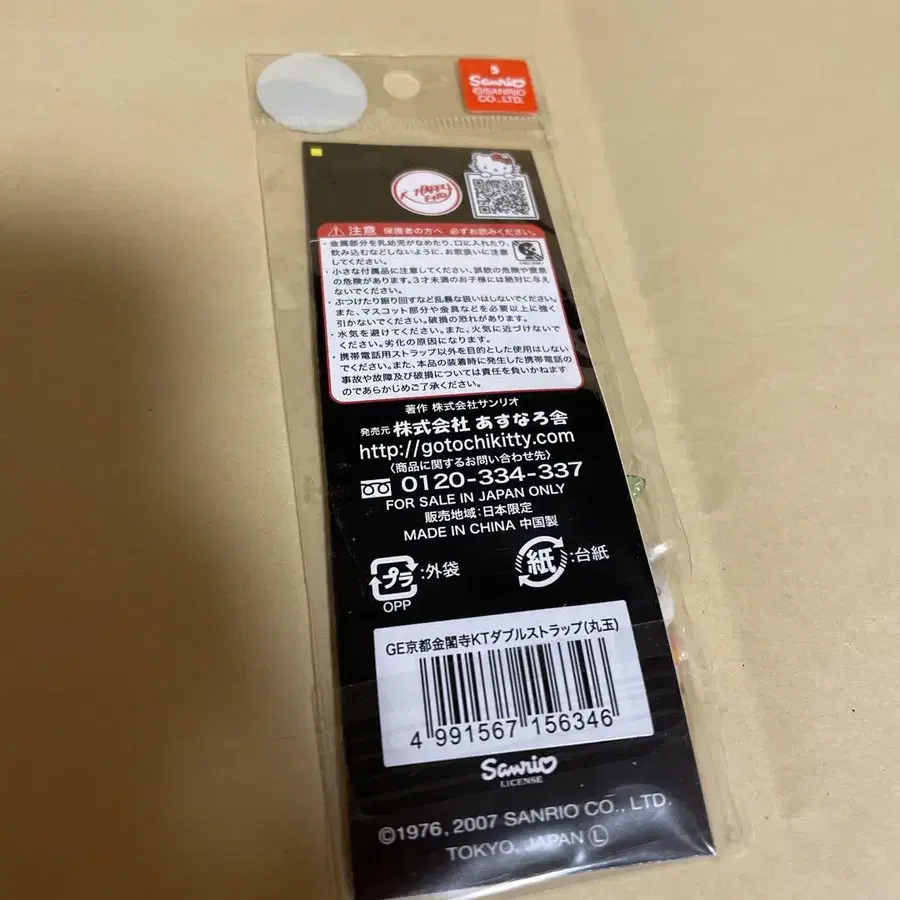 S
Sanrio
©SANRIO
CO., LTD.
⚠注意 保護者の方へ 必ずお読みください。
・金属部分を乳幼児がなめたり、口に入れたり、
飲み込むなどしないように、お取扱いに注意
してください。
・小さな付属品に注意してください、誤飲の危険や窒息
の危険があります。3才未満のお子様には絶対に与え
ないでください。
・ぶつけたり振り回すなど乱暴な扱いはしないでください。
また、マスコット部分や金具などを必要以上に強く
引かないでください。破損の恐れがあります。
・水気を避けてください。また、火気に近づけないで
ください。劣化の原因になります。
・携帯電話用ストラップ以外を目的とした使用はしない
でください。また、本品の装着時に発生した携帯電話の
事故や故障及び破損については責任を負いかねます
のであらかじめご了承ください。
著作 株式会社サンリオ
発売元 株式会社 あすなろ舎
http://gotochikitty.com
〈商品に関するお問い合わせ先〉
0120-334-337
FOR SALE IN JAPAN ONLY
販売地域:日本限定
MADE IN CHINA 中国製
プラ:外袋
OPP
紙:台紙
GE京都金閣寺KTダブルストラップ(丸玉)
4 991567 156346
Sanrio
LICENSE
©1976, 2007 SANRIO CO., LTD.
TOKYO, JAPAN Ⓛ